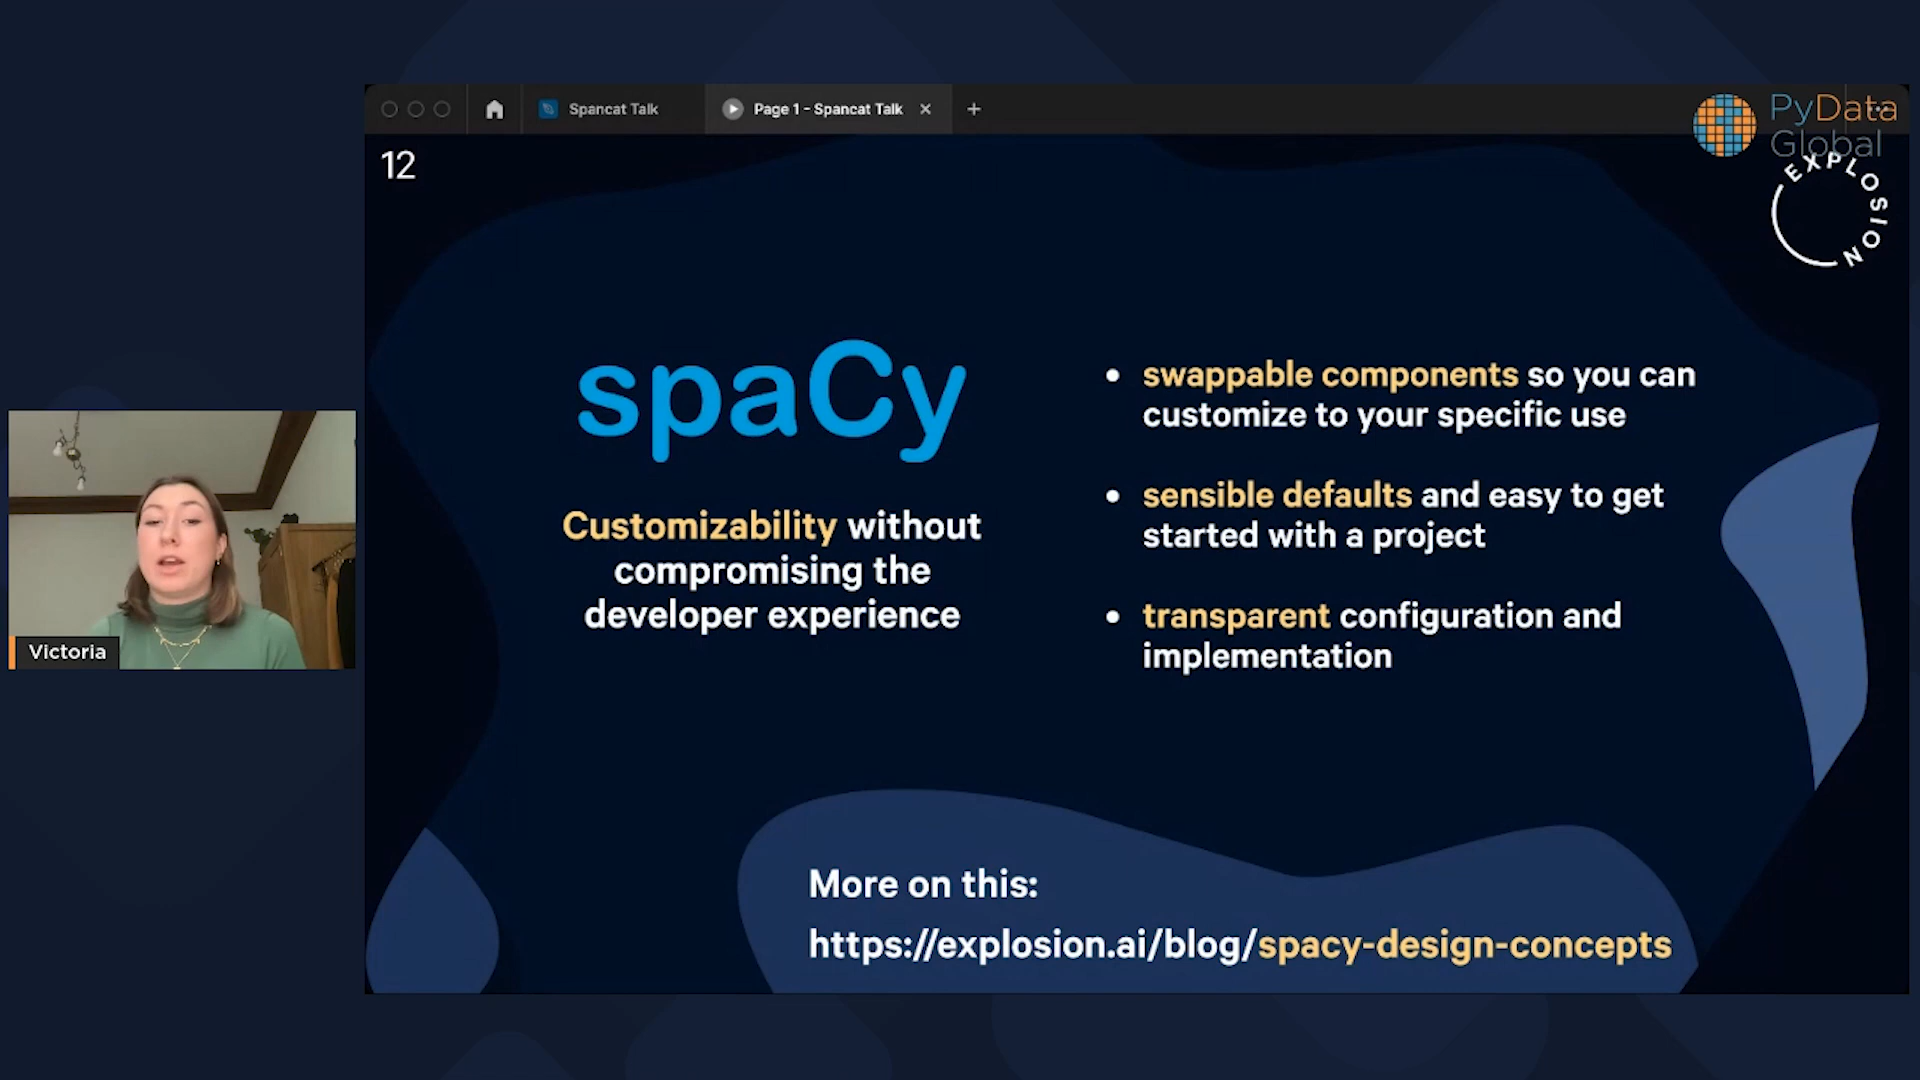 Spancat Talk
Page 1 - Spancat Talk
PyData
Global
12
EXPLOSION
spaCy
Customizability without
compromising the
developer experience
• swappable components so you can
customize to your specific use
• sensible defaults and easy to get
started with a project
• transparent configuration and
implementation
Victoria
More on this:
https://explosion.ai/blog/spacy-design-concepts